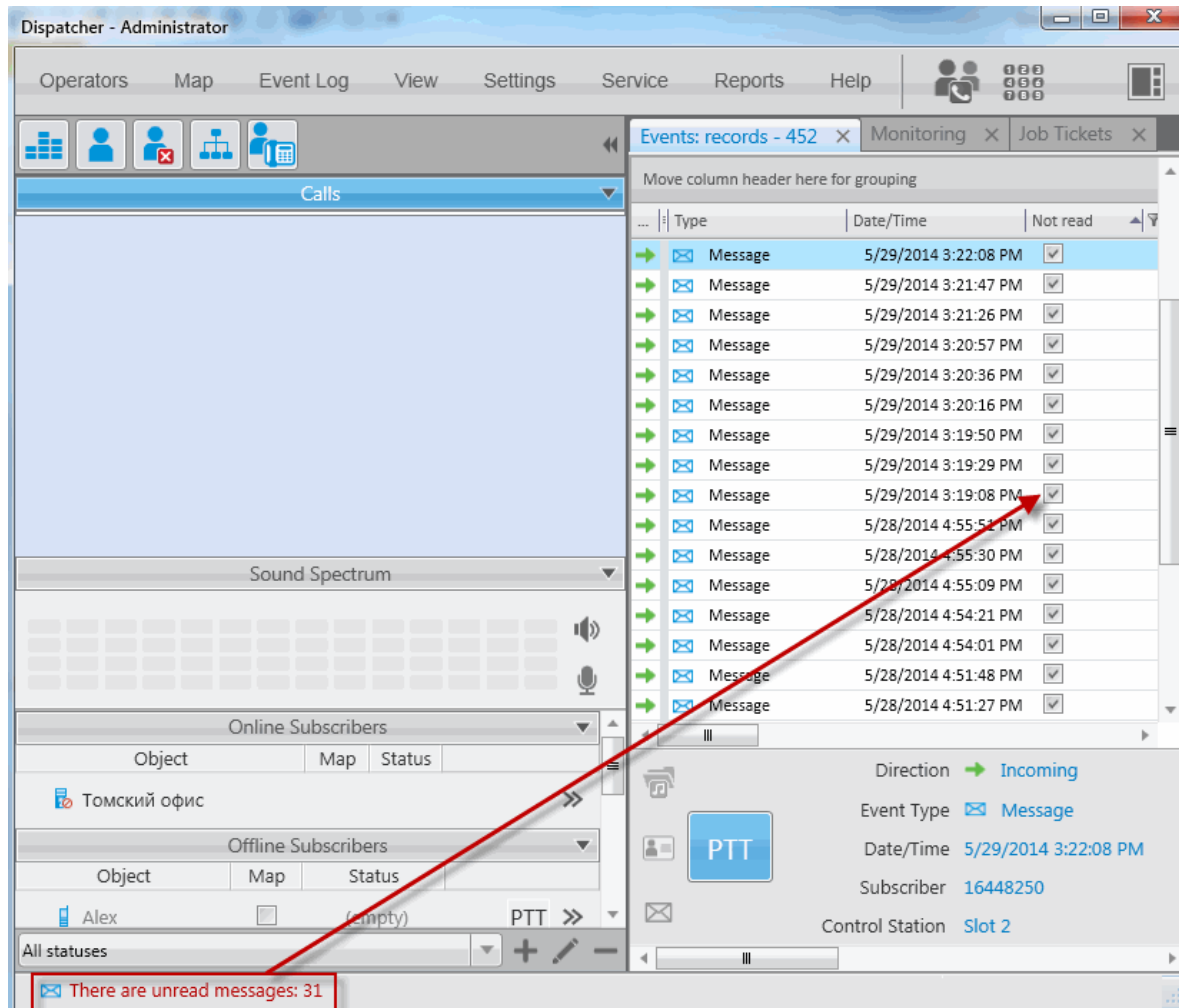 Dispatcher - Administrator
Operators Map Event Log View Settings Service Reports Help
Calls
Sound Spectrum
Online Subscribers
Object Map Status
Томский офис
Offline Subscribers
Object Map Status
Alex (empty) PTT
All statuses
There are unread messages: 31
Events: records - 452 Monitoring Job Tickets
Move column header here for grouping
... Type Date/Time Not read
Message 5/29/2014 3:22:08 PM
Message 5/29/2014 3:21:47 PM
Message 5/29/2014 3:21:26 PM
Message 5/29/2014 3:20:57 PM
Message 5/29/2014 3:20:36 PM
Message 5/29/2014 3:20:16 PM
Message 5/29/2014 3:19:50 PM
Message 5/29/2014 3:19:29 PM
Message 5/29/2014 3:19:08 PM
Message 5/28/2014 4:55:51 PM
Message 5/28/2014 4:55:30 PM
Message 5/28/2014 4:55:09 PM
Message 5/28/2014 4:54:21 PM
Message 5/28/2014 4:54:01 PM
Message 5/28/2014 4:51:48 PM
Message 5/28/2014 4:51:27 PM
PTT
Direction Incoming
Event Type Message
Date/Time 5/29/2014 3:22:08 PM
Subscriber 16448250
Control Station Slot 2